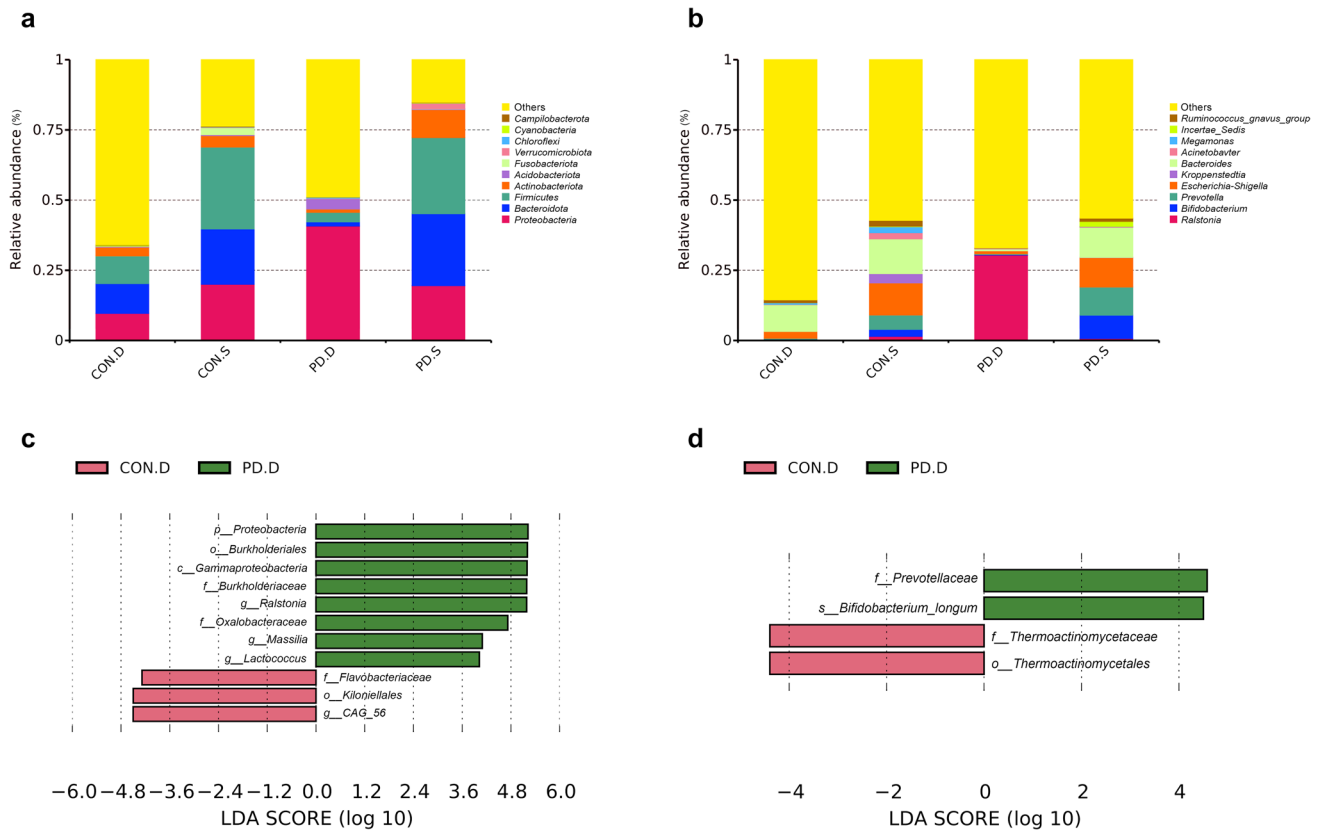 a
Relative abundance (%)
1
0.75
0.5
0.25
0
CON.D
CON.S
PD.D
PD.S
Others
Campilobacterota
Cyanobacteria
Chloroflexi
Verrucomicrobiota
Fusobacteriota
Acidobacteriota
Actinobacteriota
Firmicutes
Bacteroidota
Proteobacteria
b
Relative abundance (%)
1
0.75
0.5
0.25
0
CON.D
CON.S
PD.D
PD.S
Others
Ruminococcus_gnavus_group
Incertae_Sedis
Megamonas
Acinetobavter
Bacteroides
Kroppenstedtia
Escherichia-Shigella
Prevotella
Bifidobacterium
Ralstonia
c
CON.D PD.D
p__Proteobacteria
o__Burkholderiales
c__Gammaproteobacteria
f__Burkholderiaceae
g__Ralstonia
f__Oxalobacteraceae
g__Massilia
g__Lactococcus
f__Flavobacteriaceae
o__Kiloniellales
g__CAG_56
−6.0 −4.8 −3.6 −2.4 −1.2 0.0 1.2 2.4 3.6 4.8 6.0
LDA SCORE (log 10)
d
CON.D PD.D
f__Prevotellaceae
s__Bifidobacterium_longum
f__Thermoactinomycetaceae
o__Thermoactinomycetales
−4 −2 0 2 4
LDA SCORE (log 10)